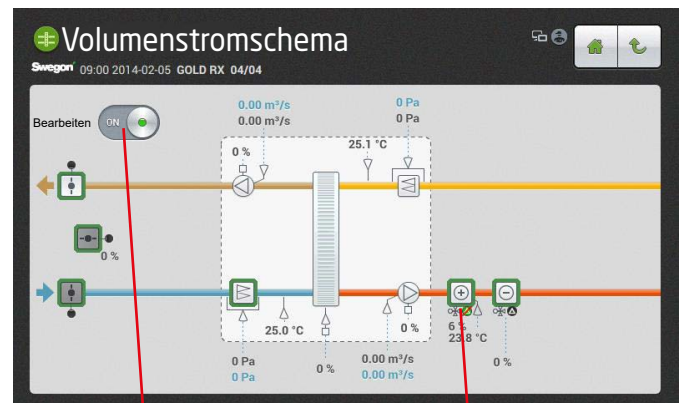 Volumenstromschema
Swegon 09:00 2014-02-05 GOLD RX 04/04
Bearbeiten ON
0.00 m³/s
0.00 m³/s
0 Pa
0 Pa
0 %
25.1 °C
0 %
25.0 °C
0 %
6 %
23.8 °C
0 Pa
0 Pa
0 %
0.00 m³/s
0.00 m³/s
0 %